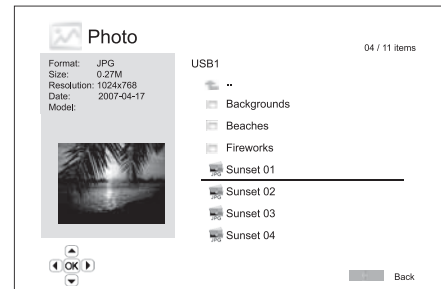 Photo
04 / 11 items
Format: JPG
Size: 0.27M
Resolution: 1024x768
Date: 2007-04-17
Model:
USB1
..
Backgrounds
Beaches
Fireworks
Sunset 01
Sunset 02
Sunset 03
Sunset 04
OK
Back